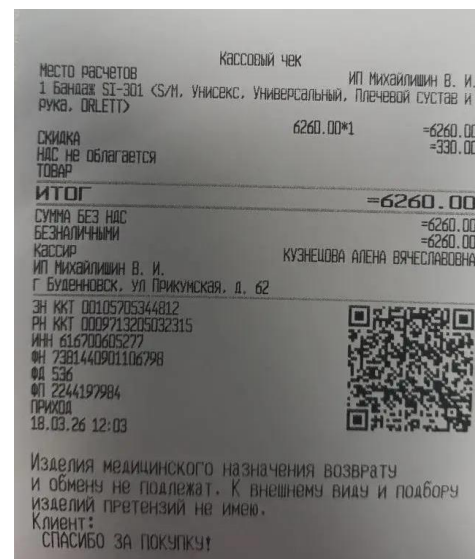 Кассовый чек
Место расчетов ИП Михайлишин В. И.
1 Бандаж SI-301 <S/M, Унисекс, Универсальный, Плечевой сустав и
рука, ORLETT>
6260.00*1 =6260.00
СКИДКА =330.00
НДС не облагается
ТОВАР
ИТОГ =6260.00
СУММА БЕЗ НДС =6260.00
БЕЗНАЛИЧНЫМИ =6260.00
Кассир КУЗНЕЦОВА АЛЕНА ВЯЧЕСЛАВОВНА
ИП Михайлишин В. И.
г Буденновск, ул Прикумская, д. 62
ЗН ККТ 00105705344812
РН ККТ 0009713205032315
ИНН 616700605277
ФН 7381440901106798
ФД 536
ФП 2244197984
ПРИХОД
18.03.26 12:03
Изделия медицинского назначения возврату
и обмену не подлежат. К внешнему виду и подбору
изделий претензий не имею.
Клиент:
СПАСИБО ЗА ПОКУПКУ!